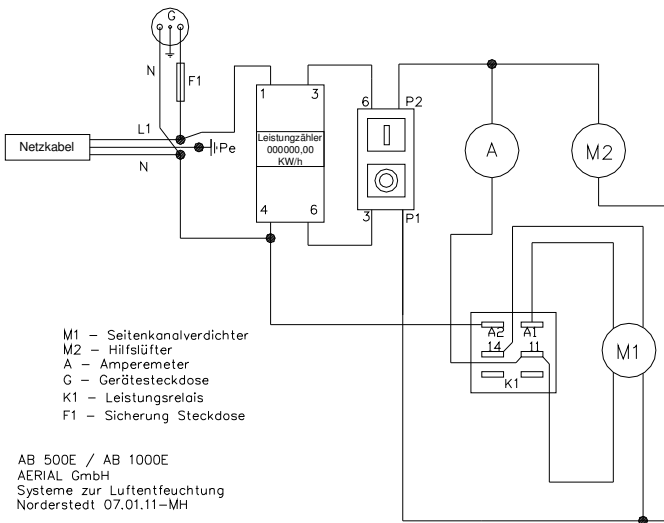 G
N
F1
L1
Netzkabel
Pe
N
1
3
Leistungzähler
000000,00
KW/h
4
6
6
P2
3
P1
A
M2
A2
A1
14
11
K1
M1
M1 – Seitenkanalverdichter
M2 – Hilfslüfter
A – Amperemeter
G – Gerätesteckdose
K1 – Leistungsrelais
F1 – Sicherung Steckdose
AB 500E / AB 1000E
AERIAL GmbH
Systeme zur Luftentfeuchtung
Norderstedt 07.01.11–MH